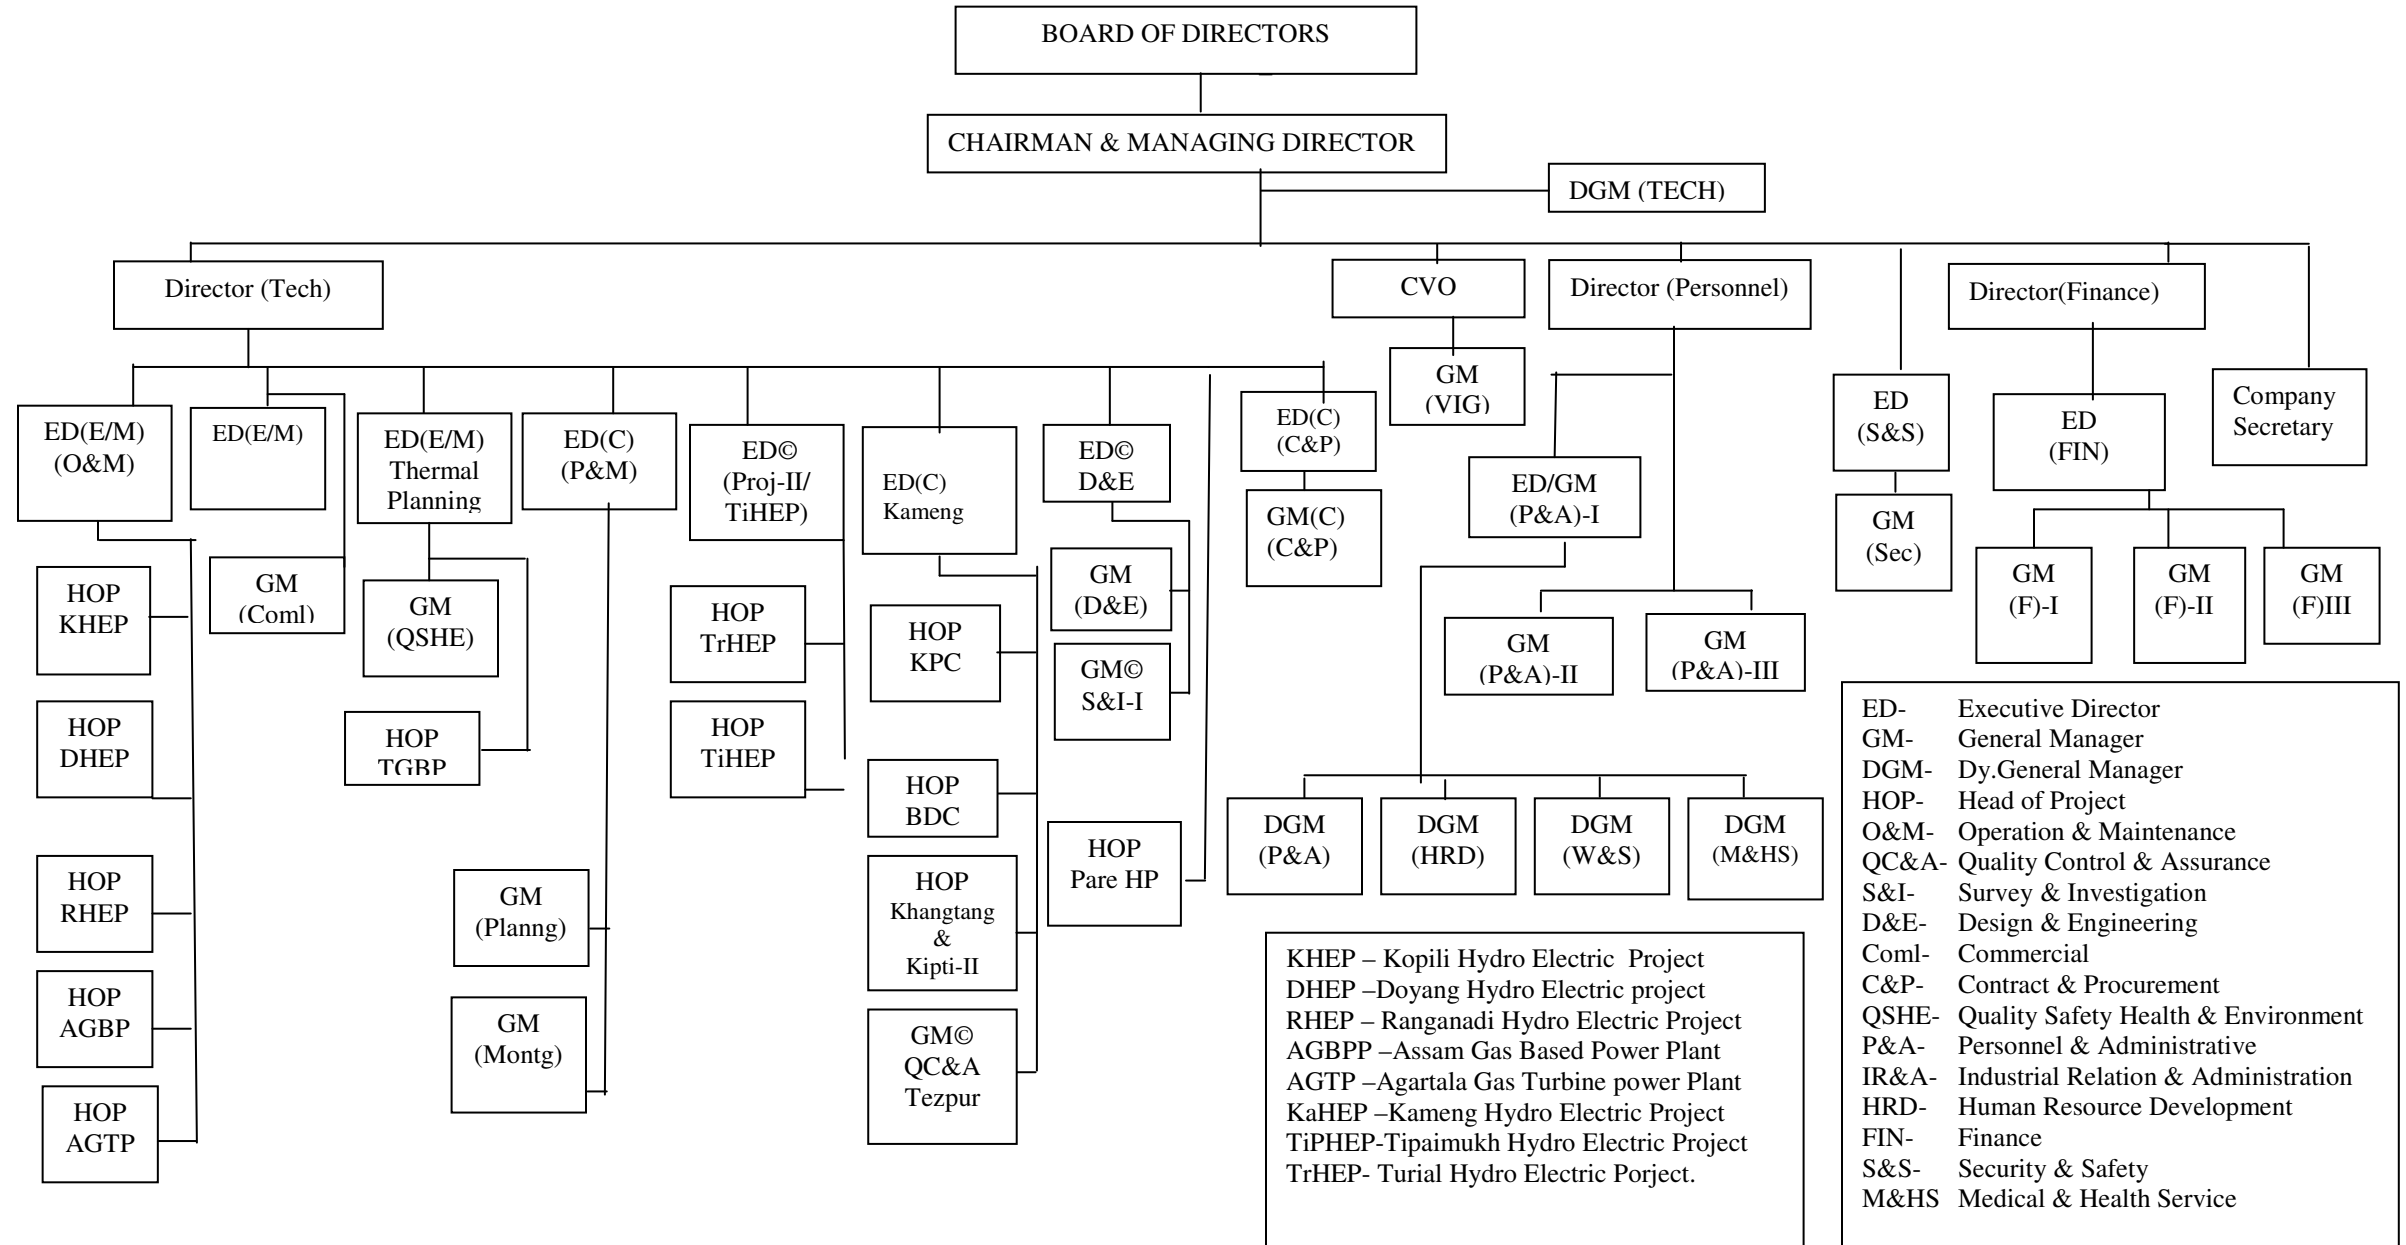 BOARD OF DIRECTORS
CHAIRMAN & MANAGING DIRECTOR
DGM (TECH)
Director (Tech)
CVO
Director (Personnel)
Director(Finance)
GM
(VIG)
ED
(S&S)
ED
(FIN)
Company
Secretary
ED(E/M)
(O&M)
ED(E/M)
ED(E/M)
Thermal
Planning
ED(C)
(P&M)
ED©
(Proj-II/
TiHEP)
ED(C)
Kameng
ED©
D&E
ED(C)
(C&P)
GM(C)
(C&P)
ED/GM
(P&A)-I
GM
(Sec)
GM
(F)-I
GM
(F)-II
GM
(F)III
HOP
KHEP
GM
(Coml)
GM
(QSHE)
HOP
TrHEP
HOP
KPC
GM
(D&E)
GM©
S&I-I
GM
(P&A)-II
GM
(P&A)-III
HOP
DHEP
HOP
TGBP
HOP
TiHEP
HOP
BDC
HOP
Pare HP
DGM
(P&A)
DGM
(HRD)
DGM
(W&S)
DGM
(M&HS)
HOP
RHEP
GM
(Planng)
HOP
Khangtang
&
Kipti-II
HOP
AGBP
GM
(Montg)
GM©
QC&A
Tezpur
HOP
AGTP
KHEP – Kopili Hydro Electric Project
DHEP –Doyang Hydro Electric project
RHEP – Ranganadi Hydro Electric Project
AGBPP –Assam Gas Based Power Plant
AGTP –Agartala Gas Turbine power Plant
KaHEP –Kameng Hydro Electric Project
TiPHEP-Tipaimukh Hydro Electric Project
TrHEP- Turial Hydro Electric Porject.
ED- Executive Director
GM- General Manager
DGM- Dy.General Manager
HOP- Head of Project
O&M- Operation & Maintenance
QC&A- Quality Control & Assurance
S&I- Survey & Investigation
D&E- Design & Engineering
Coml- Commercial
C&P- Contract & Procurement
QSHE- Quality Safety Health & Environment
P&A- Personnel & Administrative
IR&A- Industrial Relation & Administration
HRD- Human Resource Development
FIN- Finance
S&S- Security & Safety
M&HS Medical & Health Service